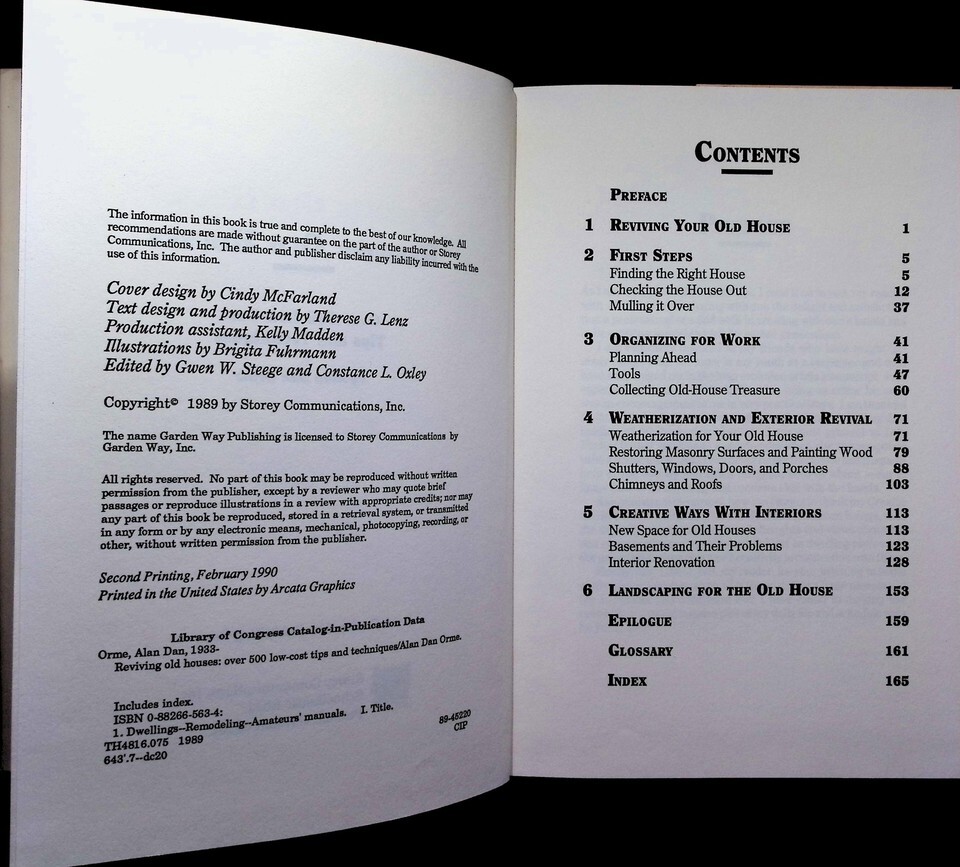 The information in this book is true and complete to the best of our knowledge. All
recommendations are made without guarantee on the part of the author or Storey
Communications, Inc. The author and publisher disclaim any liability incurred with the
use of this information.
Cover design by Cindy McFarland
Text design and production by Therese G. Lenz
Production assistant, Kelly Madden
Illustrations by Brigita Fuhrmann
Edited by Gwen W. Steege and Constance L. Oxley
Copyright© 1989 by Storey Communications, Inc.
The name Garden Way Publishing is licensed to Storey Communications by
Garden Way, Inc.
All rights reserved. No part of this book may be reproduced without written
permission from the publisher, except by a reviewer who may quote brief
passages or reproduce illustrations in a review with appropriate credits; nor may
any part of this book be reproduced, stored in a retrieval system, or transmitted
in any form or by any electronic means, mechanical, photocopying, recording, or
other, without written permission from the publisher.
Second Printing, February 1990
Printed in the United States by Arcata Graphics
Library of Congress Catalog-in-Publication Data
Orme, Alan Dan, 1933-
Reviving old houses: over 500 low-cost tips and techniques/Alan Dan Orme.
Includes index.
ISBN 0-88266-563-4:
1. Dwellings--Remodeling--Amateurs' manuals. I. Title.
TH4816.075 1989 89-45220
643'.7--dc20 CIP
CONTENTS
PREFACE
1 REVIVING YOUR OLD HOUSE 1
2 FIRST STEPS 5
Finding the Right House 5
Checking the House Out 12
Mulling it Over 37
3 ORGANIZING FOR WORK 41
Planning Ahead 41
Tools 47
Collecting Old-House Treasure 60
4 WEATHERIZATION AND EXTERIOR REVIVAL 71
Weatherization for Your Old House 71
Restoring Masonry Surfaces and Painting Wood 79
Shutters, Windows, Doors, and Porches 88
Chimneys and Roofs 103
5 CREATIVE WAYS WITH INTERIORS 113
New Space for Old Houses 113
Basements and Their Problems 123
Interior Renovation 128
6 LANDSCAPING FOR THE OLD HOUSE 153
EPILOGUE 159
GLOSSARY 161
INDEX 165